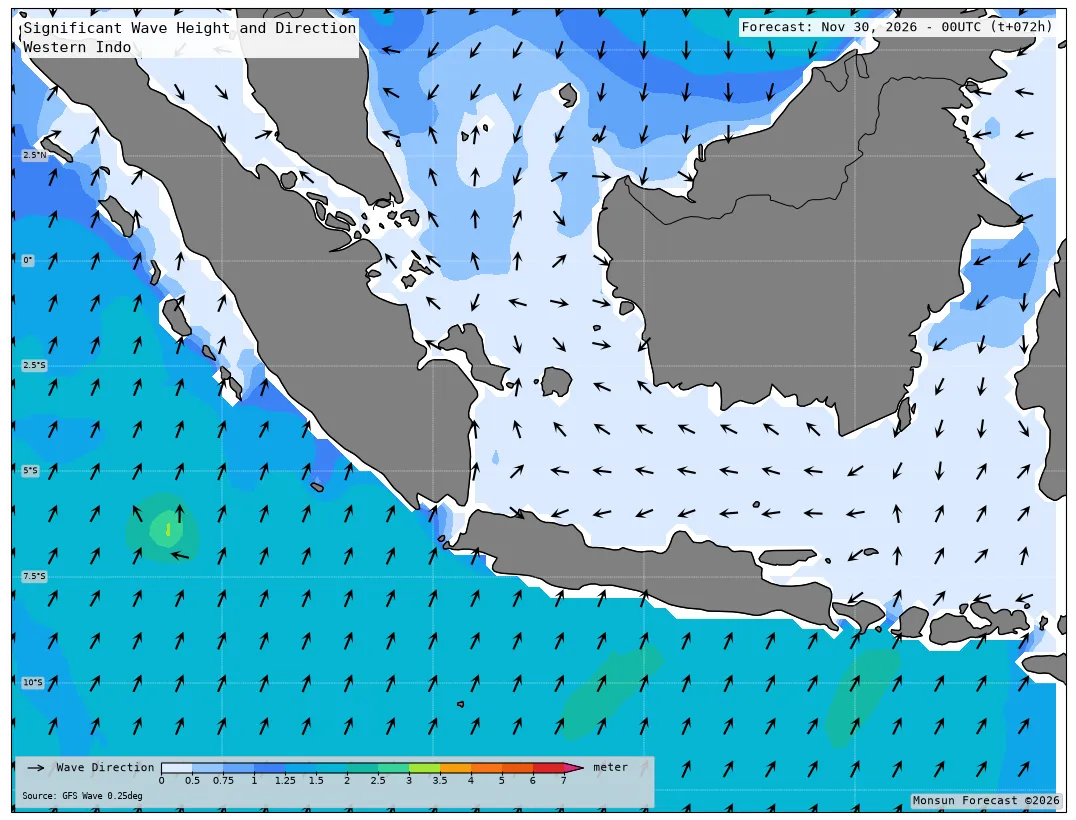 Significant Wave Height and Direction
Western Indo
Forecast: Nov 30, 2026 - 00UTC (t+072h)
2.5°N
0°
2.5°S
5°S
7.5°S
10°S
Wave Direction
0 0.5 0.75 1 1.25 1.5 2 2.5 3 3.5 4 5 6 7
meter
Source: GFS Wave 0.25deg
Monsun Forecast ©2026